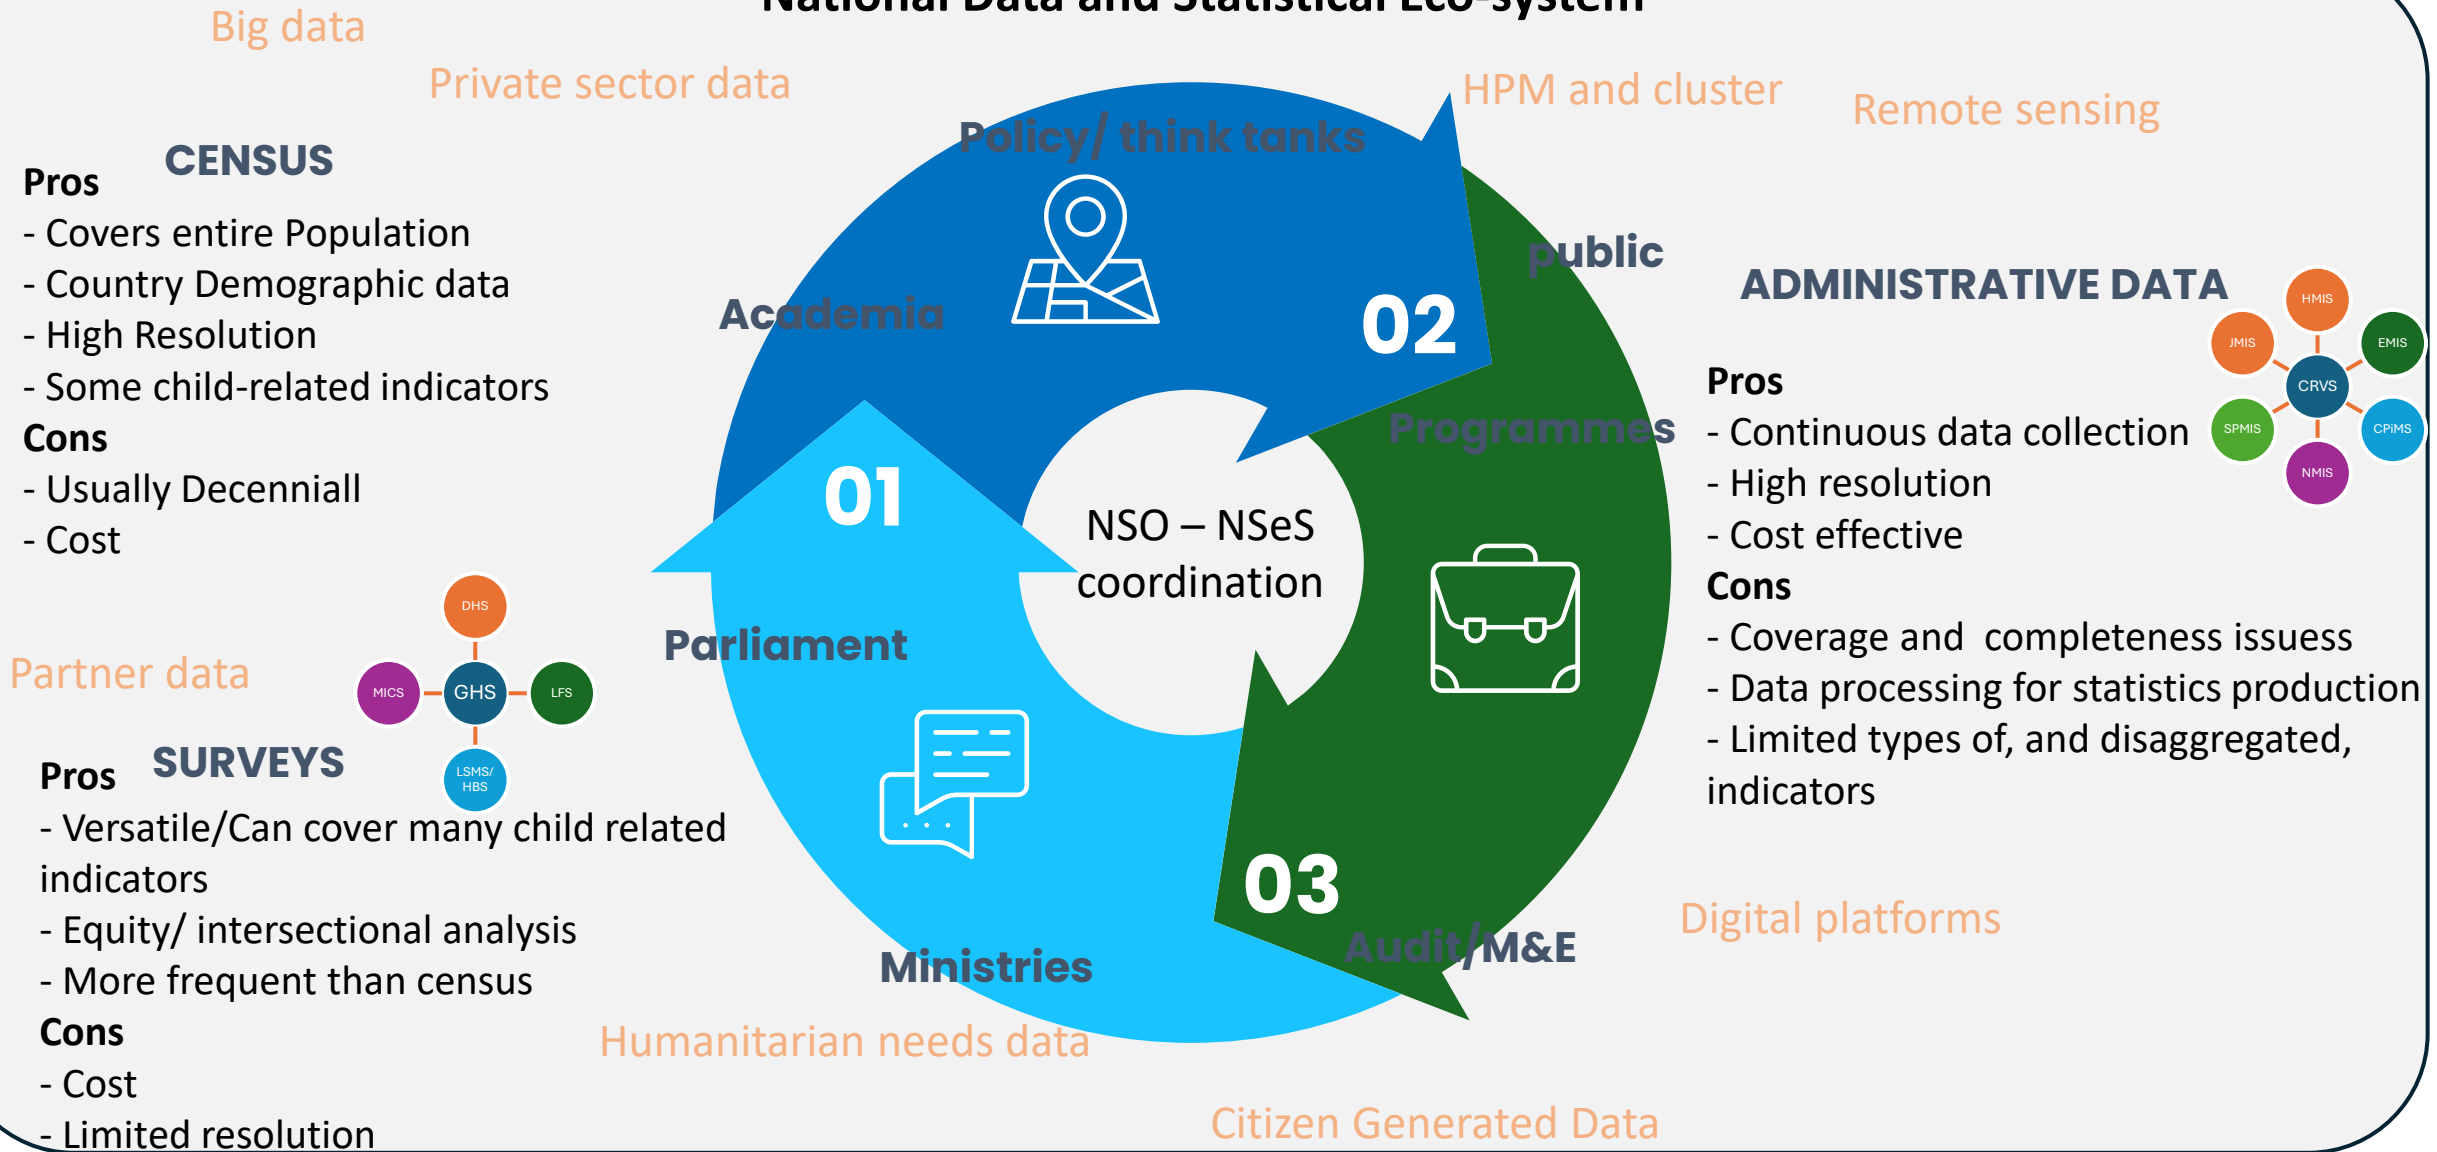 National Data and Statistical Eco-system
Big data
Private sector data
HPM and cluster
Remote sensing
CENSUS
Pros
- Covers entire Population
- Country Demographic data
- High Resolution
- Some child-related indicators
Cons
- Usually Decenniall
- Cost
Partner data
DHS
MICS
GHS
LFS
LSMS/
HBS
SURVEYS
Pros
- Versatile/Can cover many child related
indicators
- Equity/ intersectional analysis
- More frequent than census
Cons
- Cost
- Limited resolution
Policy/ think tanks
Academia
public
02
Programmes
01
NSO – NSeS
coordination
Parliament
03
Audit/M&E
Ministries
Humanitarian needs data
Citizen Generated Data
ADMINISTRATIVE DATA
HMIS
JMIS
EMIS
CRVS
SPMIS
CPiMS
NMIS
Pros
- Continuous data collection
- High resolution
- Cost effective
Cons
- Coverage and  completeness issuess
- Data processing for statistics production
- Limited types of, and disaggregated,
indicators
Digital platforms